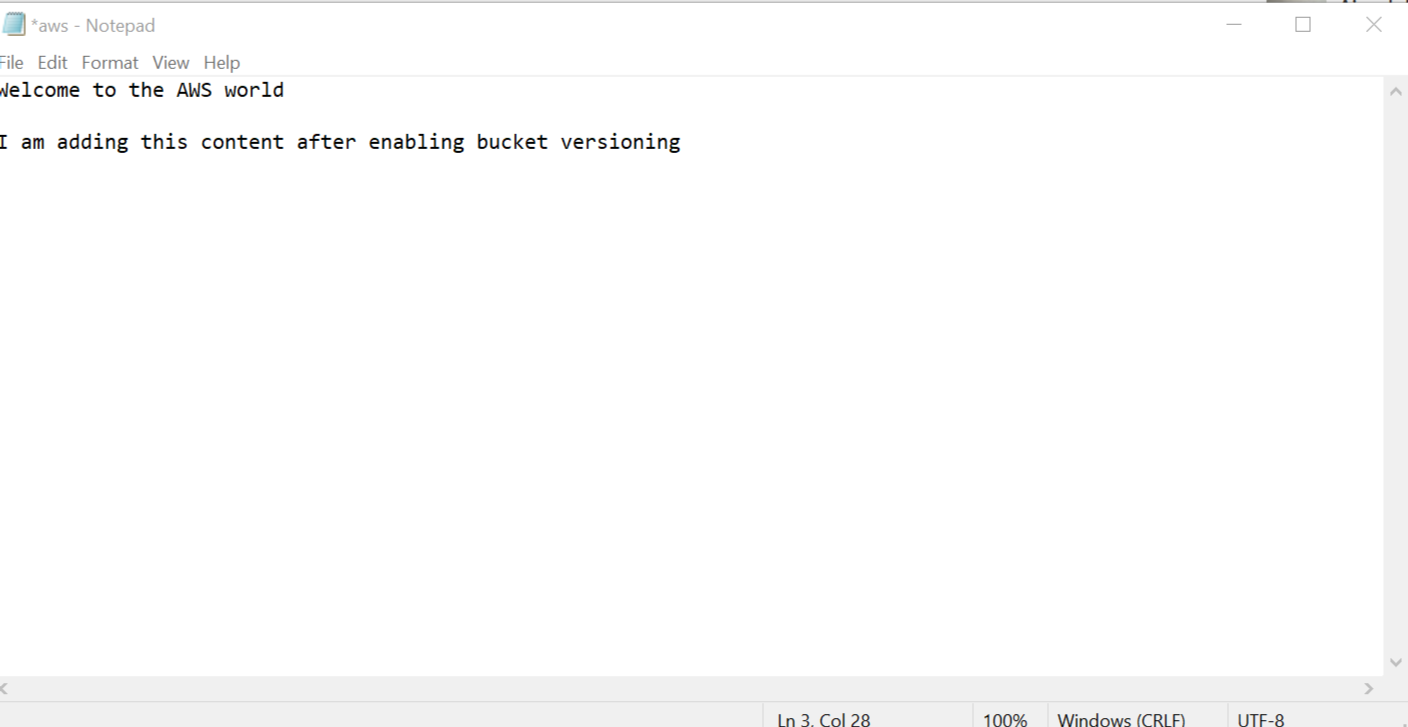 *aws - Notepad
File Edit Format View Help
Welcome to the AWS world
I am adding this content after enabling bucket versioning
Ln 3, Col 28 100% Windows (CRLF) UTF-8